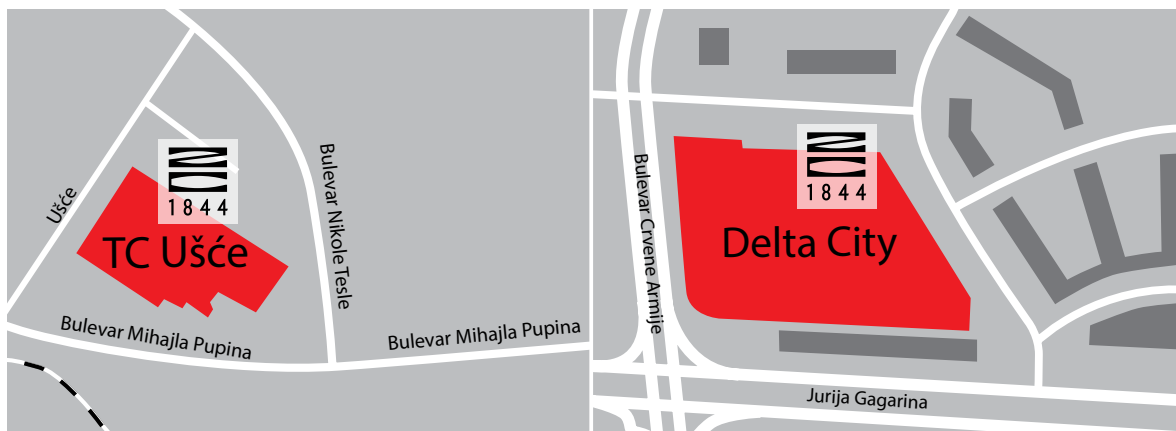 Ušće
1844
TC Ušće
Bulevar Nikole Tesle
Bulevar Mihajla Pupina
Bulevar Mihajla Pupina
Bulevar Crvene Armije
1844
Delta City
Jurija Gagarina